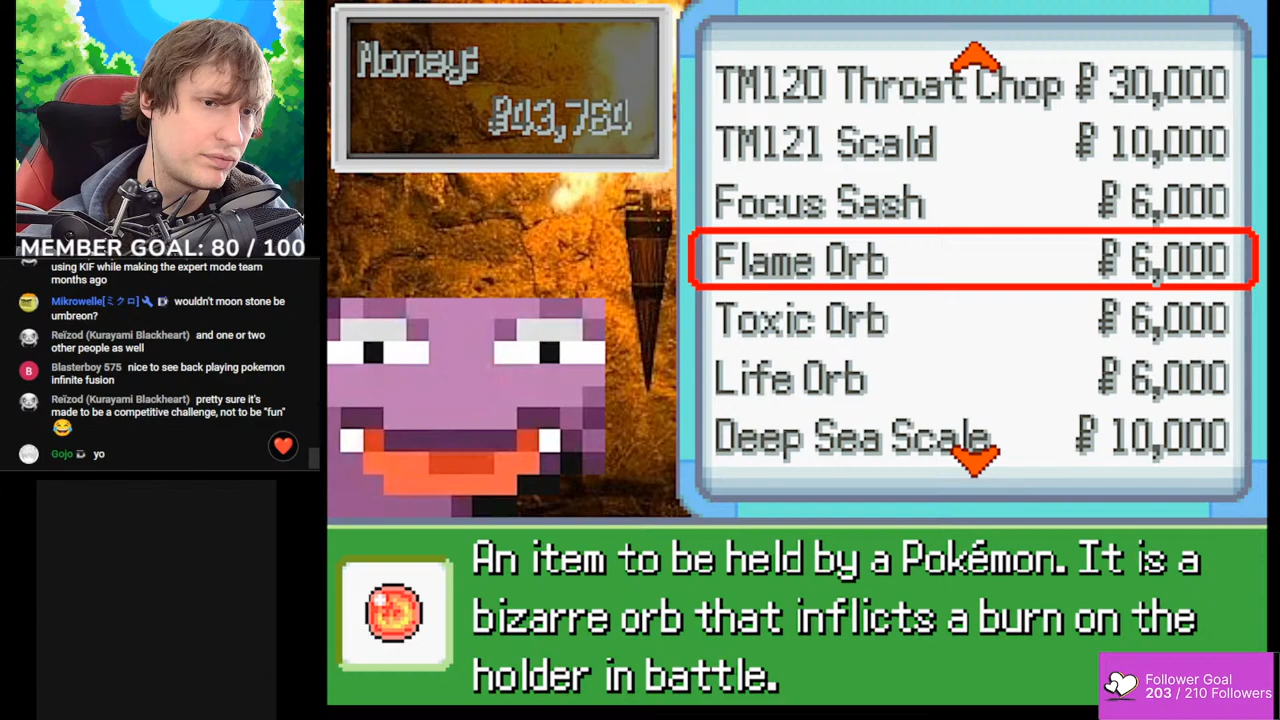 MEMBER GOAL: 80 / 100
using KIF while making the expert mode team
months ago
Mikrowelle[ミクロ] wouldn't moon stone be
umbreon?
Reïzod (Kurayami Blackheart) and one or two
other people as well
B Blasterboy 575 nice to see back playing pokemon
infinite fusion
Reïzod (Kurayami Blackheart) pretty sure it's
made to be a competitive challenge, not to be "fun"
😂
Gojo yo
Money:
₽43,784
TM120 Throat Chop ₽ 30,000
TM121 Scald ₽ 10,000
Focus Sash ₽ 6,000
Flame Orb ₽ 6,000
Toxic Orb ₽ 6,000
Life Orb ₽ 6,000
Deep Sea Scale ₽ 10,000
An item to be held by a Pokémon. It is a
bizarre orb that inflicts a burn on the
holder in battle.
Follower Goal
203 / 210 Followers